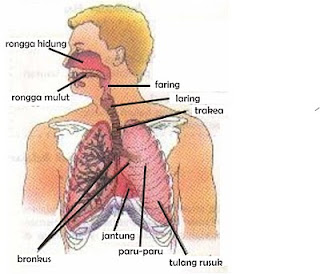 rongga hidung
rongga mulut
faring
laring
trakea
jantung
bronkus
paru-paru
tulang rusuk